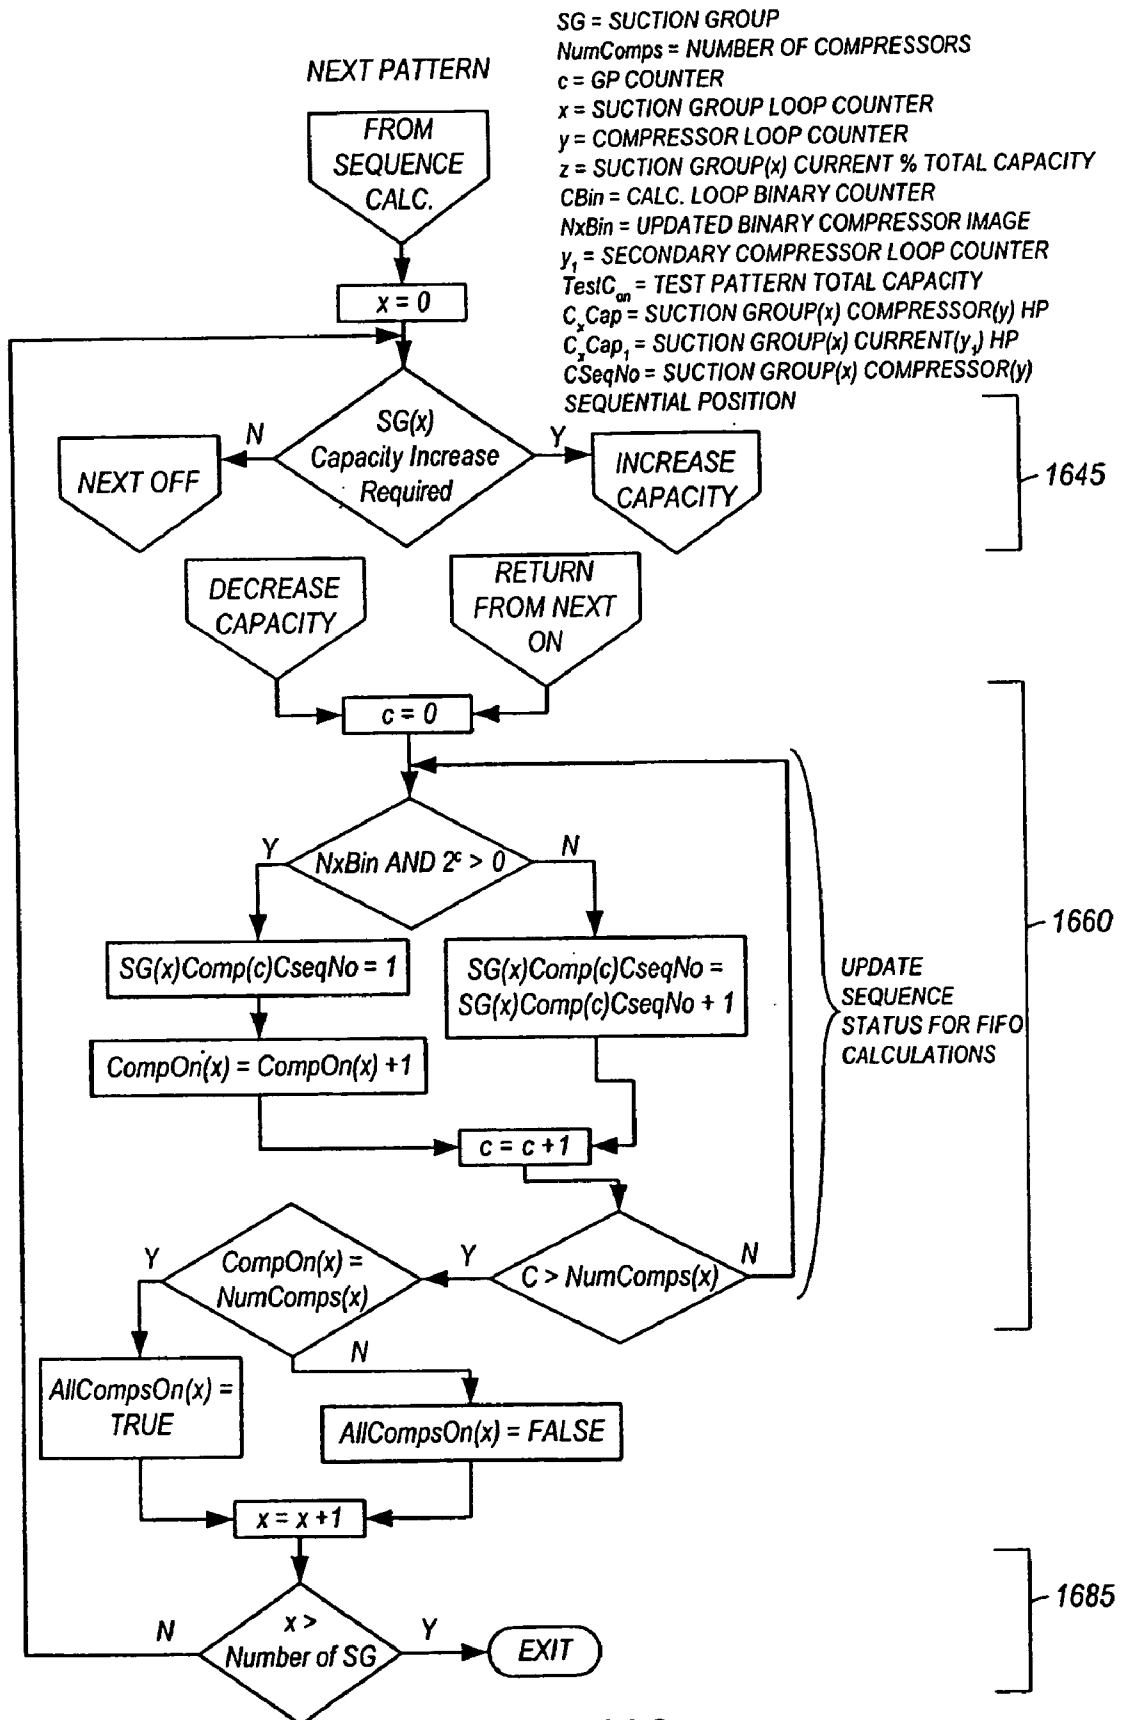 SG = SUCTION GROUP
NumComps = NUMBER OF COMPRESSORS
c = GP COUNTER
x = SUCTION GROUP LOOP COUNTER
y = COMPRESSOR LOOP COUNTER
z = SUCTION GROUP(x) CURRENT % TOTAL CAPACITY
CBin = CALC. LOOP BINARY COUNTER
NxBin = UPDATED BINARY COMPRESSOR IMAGE
y₁ = SECONDARY COMPRESSOR LOOP COUNTER
TestC_on = TEST PATTERN TOTAL CAPACITY
CₓCap = SUCTION GROUP(x) COMPRESSOR(y) HP
CₓCap₁ = SUCTION GROUP(x) CURRENT(y₁) HP
CSeqNo = SUCTION GROUP(x) COMPRESSOR(y)
SEQUENTIAL POSITION
NEXT PATTERN
FROM
SEQUENCE
CALC.
x = 0
SG(x)
Capacity Increase
Required
N
Y
NEXT OFF
INCREASE
CAPACITY
1645
DECREASE
CAPACITY
RETURN
FROM NEXT
ON
c = 0
NxBin AND 2ᶜ > 0
Y
N
SG(x)Comp(c)CseqNo = 1
SG(x)Comp(c)CseqNo =
SG(x)Comp(c)CseqNo + 1
CompOn(x) = CompOn(x) +1
c = c +1
UPDATE
SEQUENCE
STATUS FOR FIFO
CALCULATIONS
1660
C > NumComps(x)
Y
N
CompOn(x) =
NumComps(x)
Y
N
AllCompsOn(x) =
TRUE
AllCompsOn(x) = FALSE
x = x +1
x >
Number of SG
N
Y
EXIT
1685